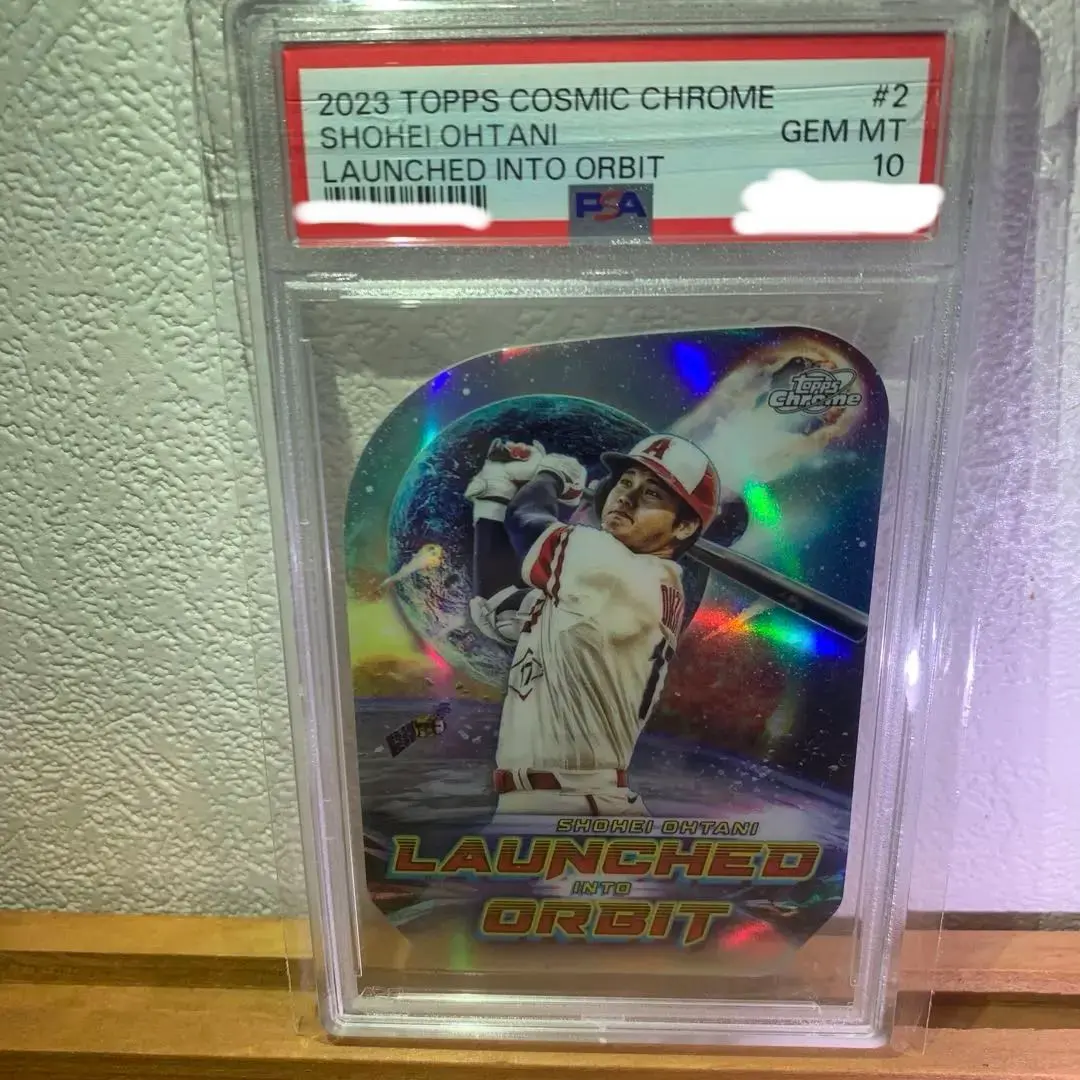 2023 TOPPS COSMIC CHROME #2
SHOHEI OHTANI GEM MT
LAUNCHED INTO ORBIT 10
PSA
Topps
Chrome
A
17
SHOHEI OHTANI
LAUNCHED
INTO
ORBIT